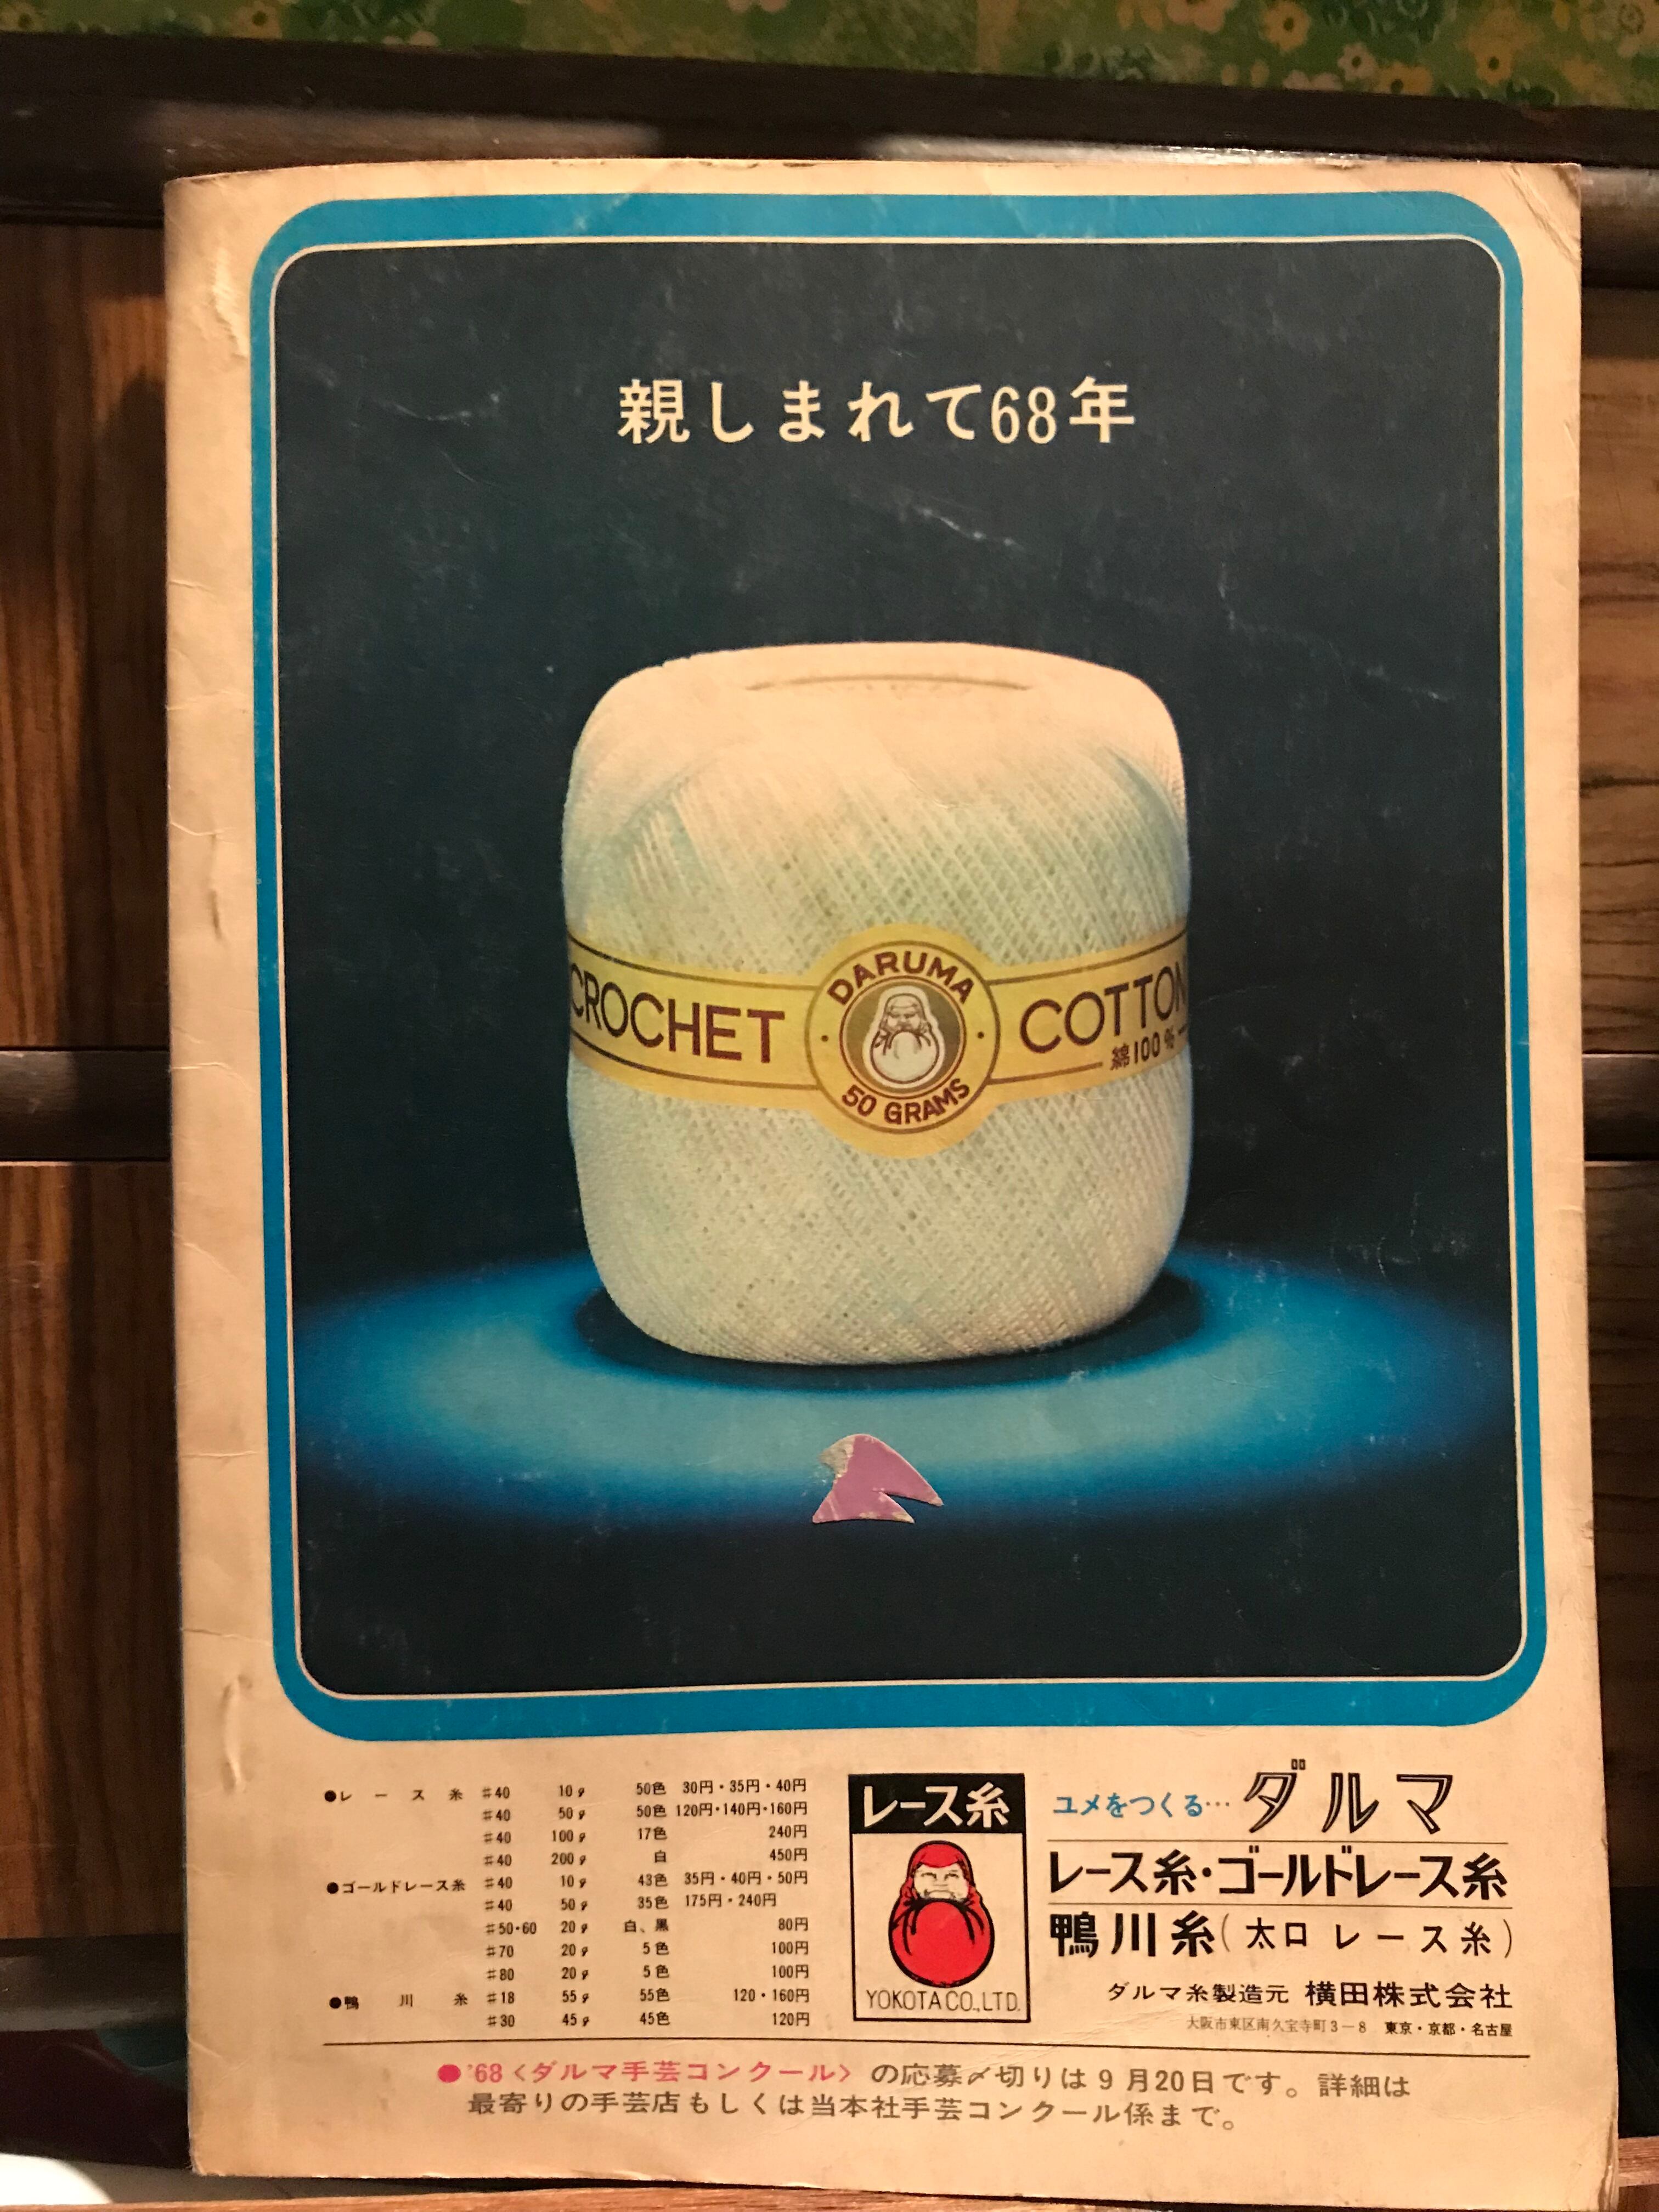 親しまれて68年
DARUMA
CROCHET COTTON
綿100%
50 GRAMS
●レース糸 #40 10g 50色 30円・35円・40円
#40 50g 50色 120円・140円・160円
#40 100g 17色 240円
#40 200g 白 450円
●ゴールドレース糸 #40 10g 43色 35円・40円・50円
#40 50g 35色 175円・240円
#50・60 20g 白、黒 80円
#70 20g 5色 100円
#80 20g 5色 100円
●鴨川糸 #18 55g 55色 120・160円
#30 45g 45色 120円
レース糸
YOKOTA CO.,LTD.
ユメをつくる… ダルマ
レース糸・ゴールドレース糸
鴨川糸(太口レース糸)
ダルマ糸製造元 横田株式会社
大阪市東区南久宝寺町3-8 東京・京都・名古屋
●'68〈ダルマ手芸コンクール〉の応募〆切りは9月20日です。詳細は
最寄りの手芸店もしくは当本社手芸コンクール係まで。